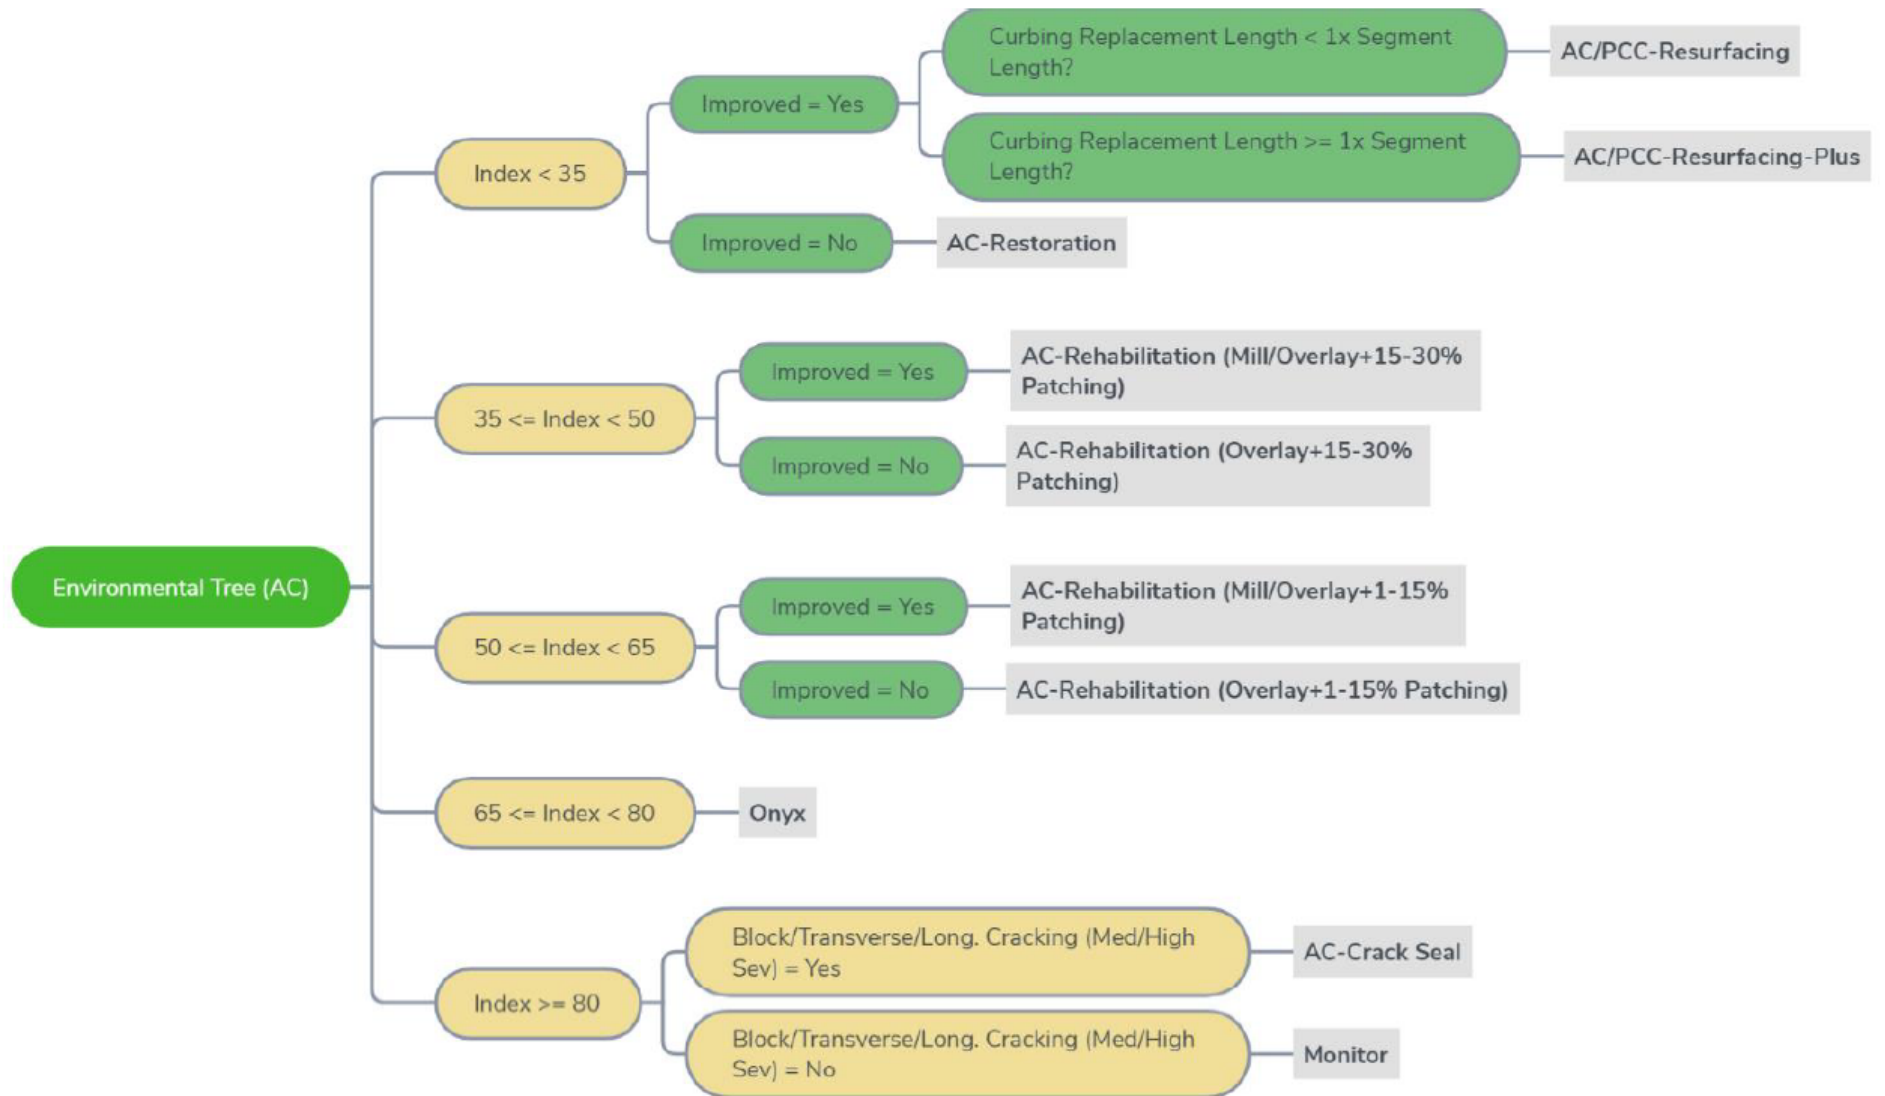 Environmental Tree (AC)
Index < 35
Improved = Yes
Curbing Replacement Length < 1x Segment
Length?
AC/PCC-Resurfacing
Curbing Replacement Length >= 1x Segment
Length?
AC/PCC-Resurfacing-Plus
Improved = No
AC-Restoration
35 <= Index < 50
Improved = Yes
AC-Rehabilitation (Mill/Overlay+15-30%
Patching)
Improved = No
AC-Rehabilitation (Overlay+15-30%
Patching)
50 <= Index < 65
Improved = Yes
AC-Rehabilitation (Mill/Overlay+1-15%
Patching)
Improved = No
AC-Rehabilitation (Overlay+1-15% Patching)
65 <= Index < 80
Onyx
Index >= 80
Block/Transverse/Long. Cracking (Med/High
Sev) = Yes
AC-Crack Seal
Block/Transverse/Long. Cracking (Med/High
Sev) = No
Monitor